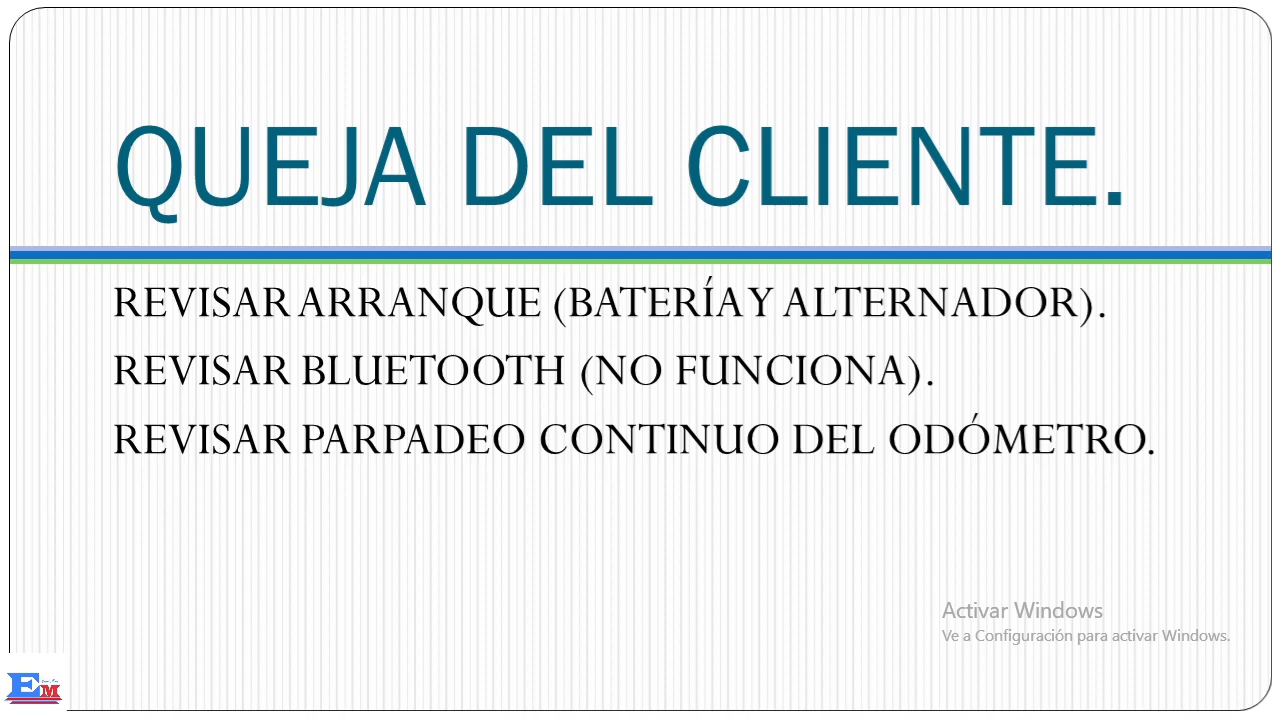 QUEJA DEL CLIENTE.
REVISAR ARRANQUE (BATERÍA Y ALTERNADOR).
REVISAR BLUETOOTH (NO FUNCIONA).
REVISAR PARPADEO CONTINUO DEL ODÓMETRO.
Activar Windows
Ve a Configuración para activar Windows.
EM